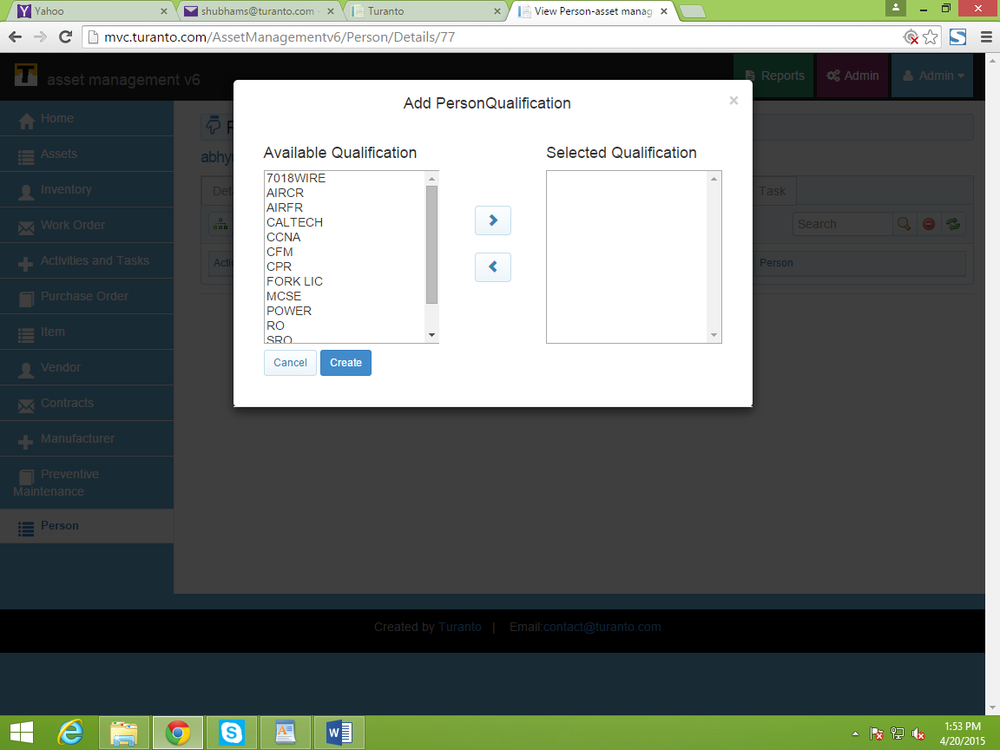 Yahoo
shubhams@turanto.com -
Turanto
View Person-asset manag
mvc.turanto.com/AssetManagementv6/Person/Details/77
asset management v6
Reports
Admin
Admin
Home
Assets
Inventory
Work Order
Activities and Tasks
Purchase Order
Item
Vendor
Contracts
Manufacturer
Preventive
Maintenance
Person
Task
Search
Person
Add PersonQualification
×
Available Qualification
7018WIRE
AIRCR
AIRFR
CALTECH
CCNA
CFM
CPR
FORK LIC
MCSE
POWER
RO
SRO
Selected Qualification
Cancel
Create
Created by Turanto | Email:contact@turanto.com
1:53 PM
4/20/2015